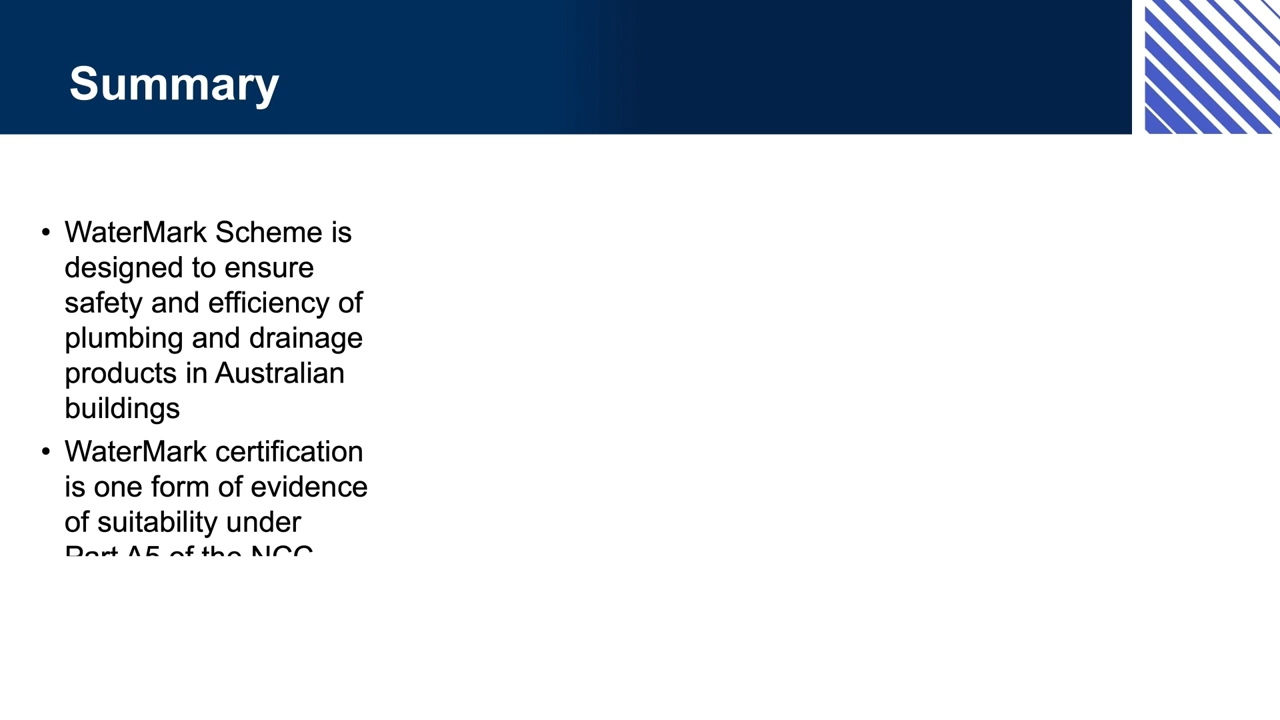 Summary
• WaterMark Scheme is
designed to ensure
safety and efficiency of
plumbing and drainage
products in Australian
buildings
• WaterMark certification
is one form of evidence
of suitability under
Part A5 of the NCC